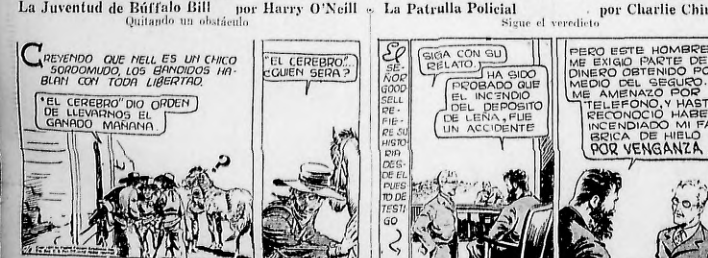 La Juventud de Búffalo Bill por Harry O'Neill
Quitando un obstáculo
CREYENDO QUE NELL ES UN CHICO
SORDOMUDO, LOS BANDIDOS HA-
BLAN CON TODA LIBERTAD.
"EL CEREBRO" DIO ORDEN
DE LLEVARNOS EL
GANADO MAÑANA.
?
"EL CEREBRO"...
¿QUIEN SERA?
La Patrulla Policial por Charlie
Sigue el veredicto
El
SE-
ÑOR
GOOD
SELL
RE-
FIE-
RE SU
HISTO-
RIA
DES-
DE EL
PUES
TO DE
TESTI
GO
SIGA CON SU
RELATO.
HA SIDO
PROBADO QUE
EL INCENDIO
DEL DEPOSITO
DE LEÑA, FUE
UN ACCIDENTE
PERO ESTE HOMBRE
ME EXIGIO PARTE DE
DINERO OBTENIDO
MEDIO DEL SEGURO.
ME AMENAZO POR
TELEFONO, Y
RECONOCIO
INCENDIADO MI
BRICA DE HIELO
POR VENGANZA